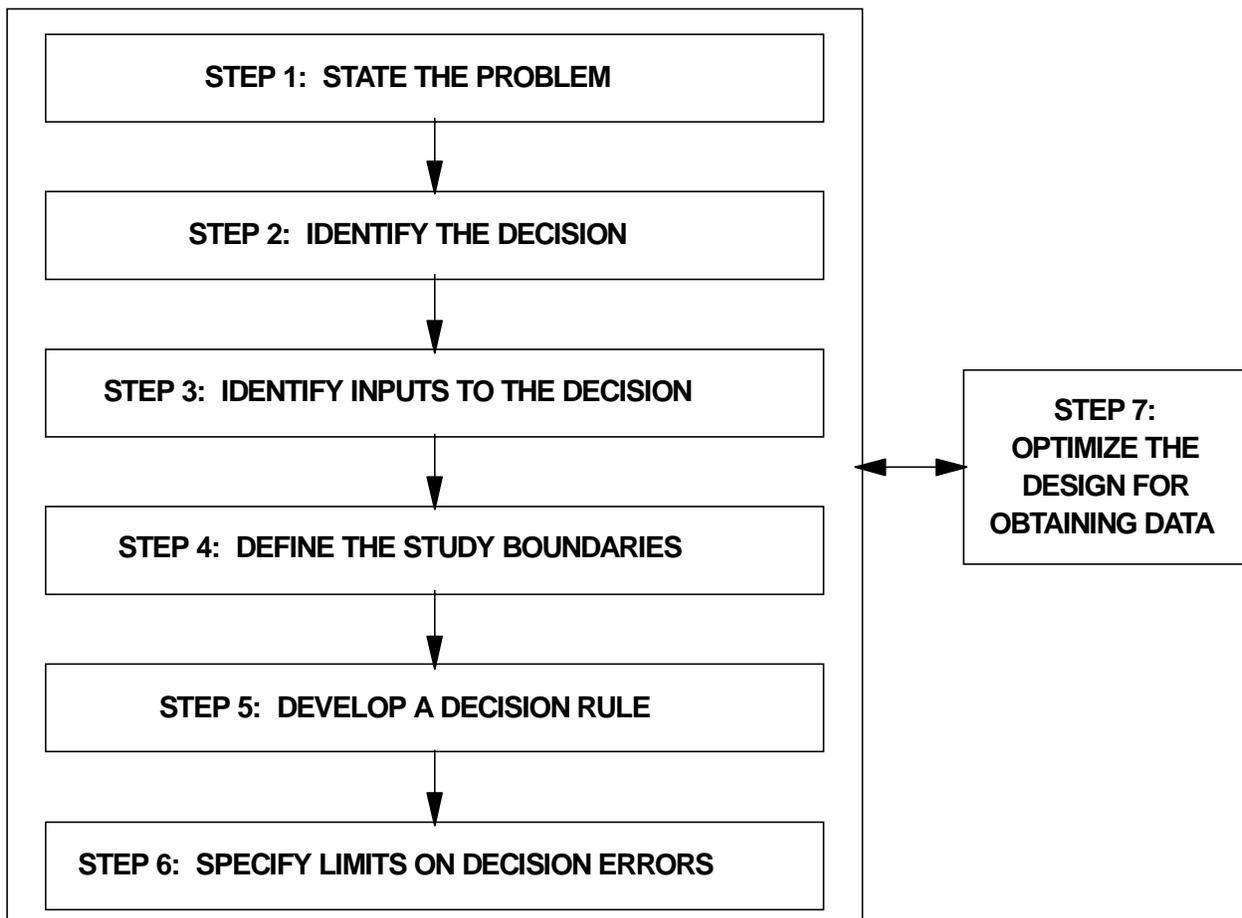 STEP 1: STATE THE PROBLEM
STEP 2: IDENTIFY THE DECISION
STEP 3: IDENTIFY INPUTS TO THE DECISION
STEP 4: DEFINE THE STUDY BOUNDARIES
STEP 5: DEVELOP A DECISION RULE
STEP 6: SPECIFY LIMITS ON DECISION ERRORS
STEP 7:
OPTIMIZE THE
DESIGN FOR
OBTAINING DATA